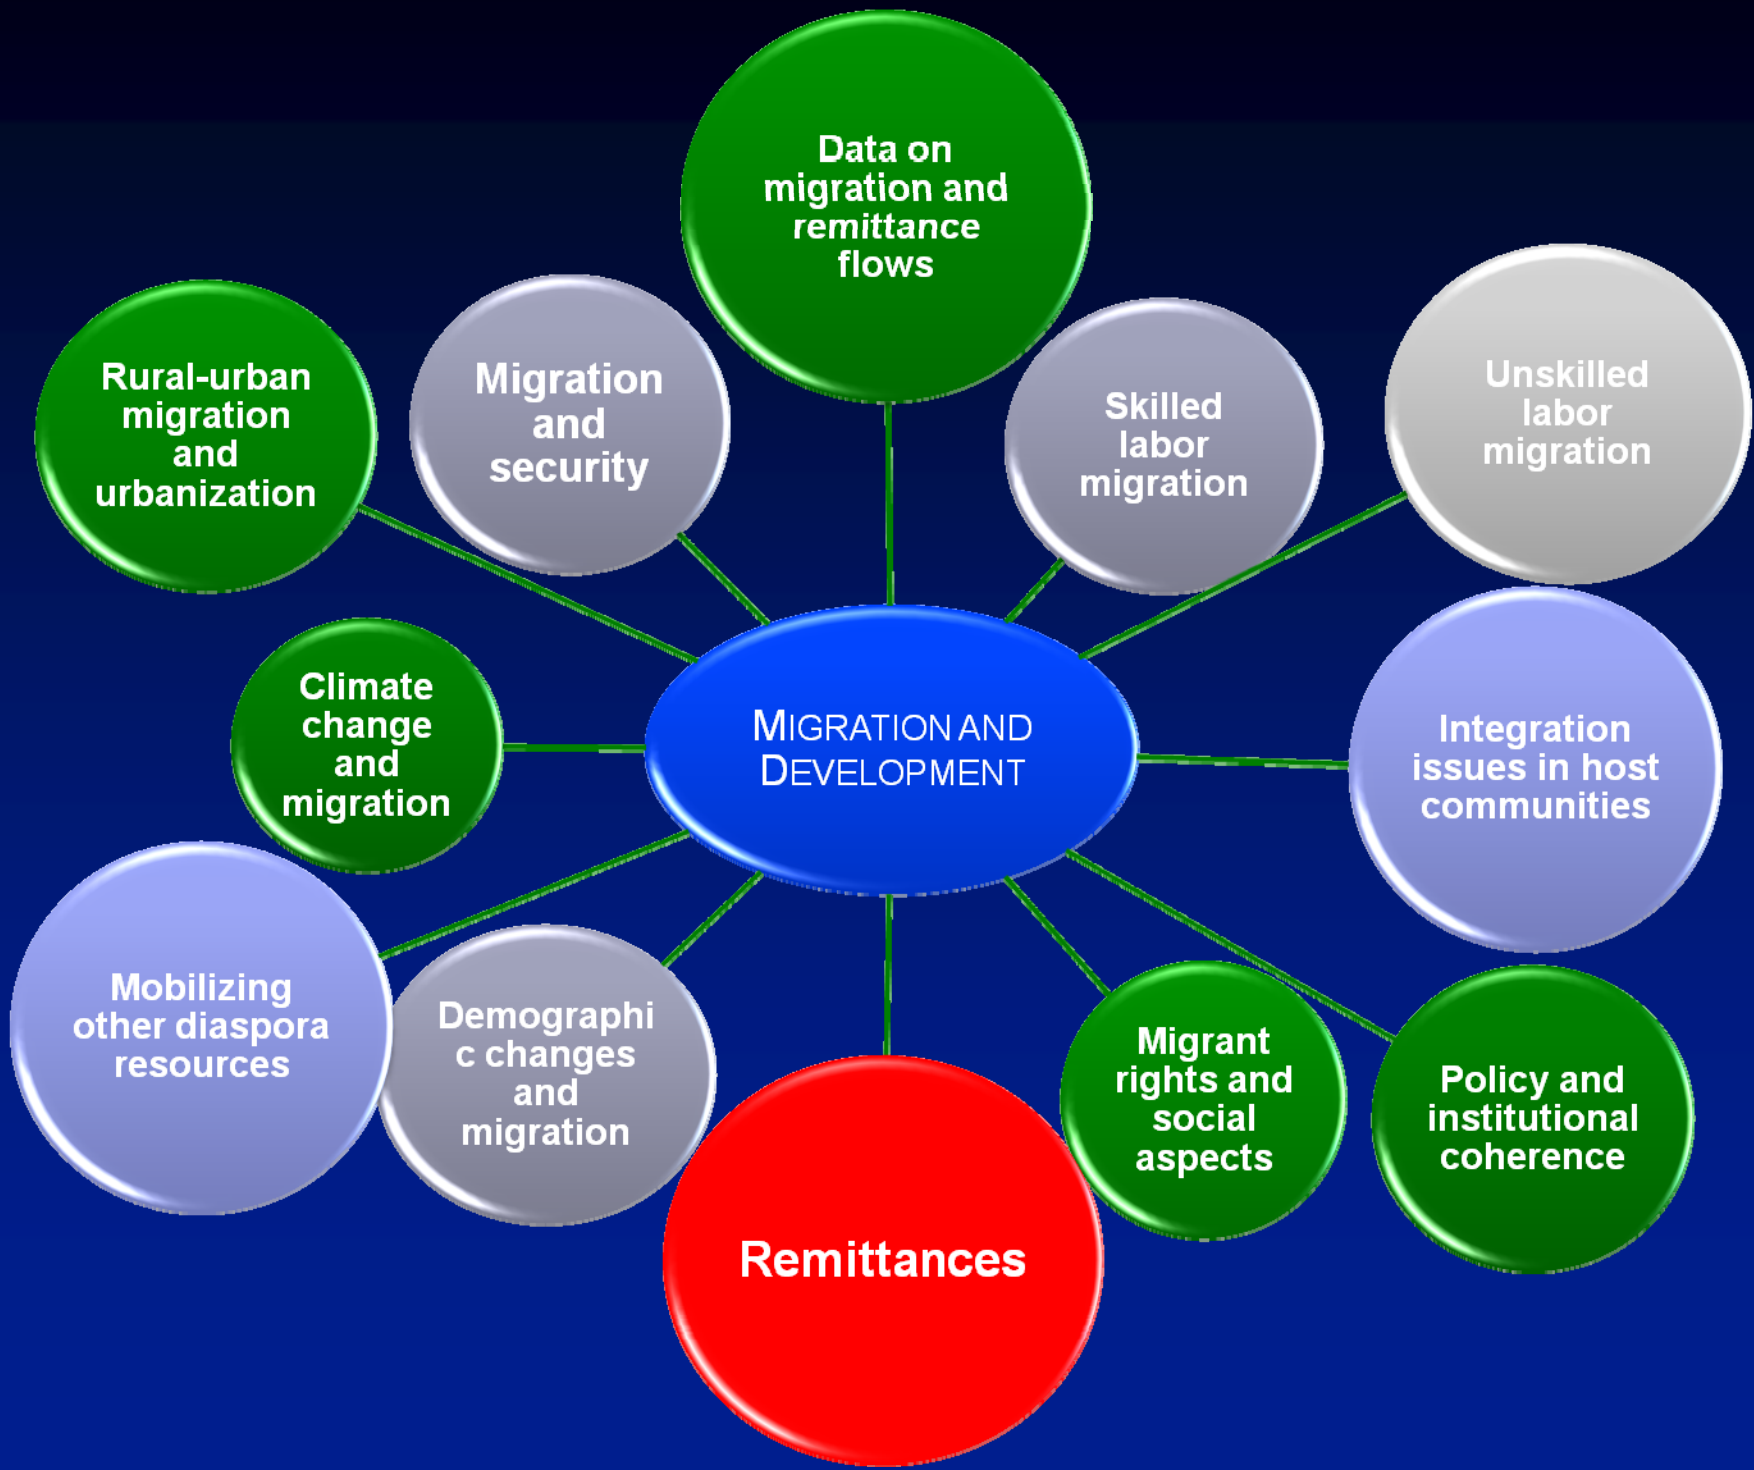 Data on
migration and
remittance
flows
Rural-urban
migration
and
urbanization
Migration
and
security
Skilled
labor
migration
Unskilled
labor
migration
Climate
change
and
migration
MIGRATION AND
DEVELOPMENT
Integration
issues in host
communities
Mobilizing
other diaspora
resources
Demographi
c changes
and
migration
Remittances
Migrant
rights and
social
aspects
Policy and
institutional
coherence